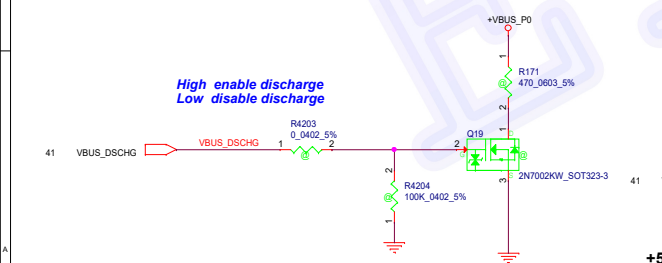 +VBUS_P0
1
R171
@ 470_0603_5%
2
High enable discharge
Low disable discharge
R4203
0_0402_5%
41 VBUS_DSCHG VBUS_DSCHG 1 2
@
Q19
1
2
@ @
2N7002KW_SOT323-3
3
41
2
R4204
@ 100K_0402_5%
1
A
+5